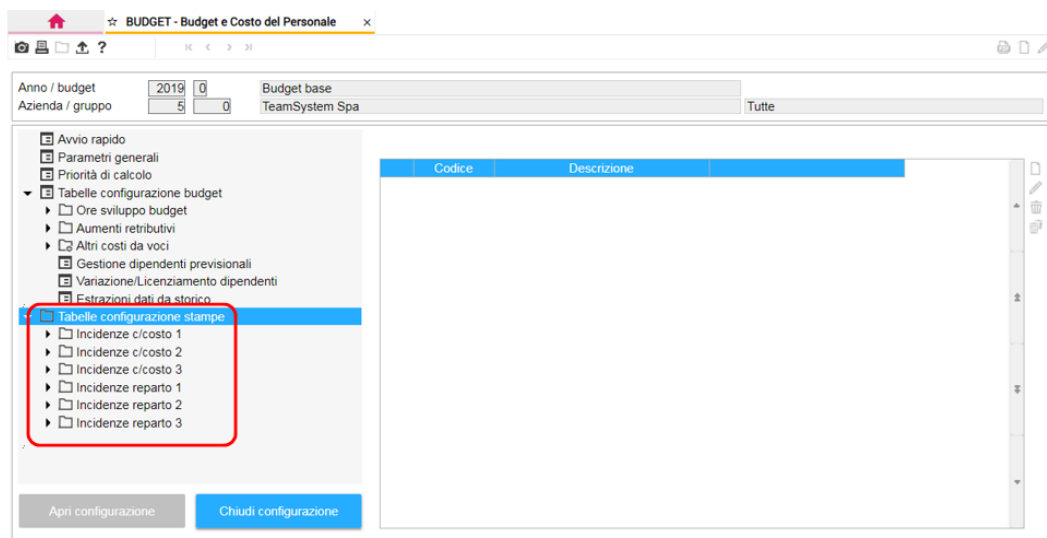 BUDGET - Budget e Costo del Personale ×
?
Anno / budget 2019 0 Budget base
Azienda / gruppo 5 0 TeamSystem Spa Tutte
Avvio rapido
Parametri generali
Priorità di calcolo
Tabelle configurazione budget
Ore sviluppo budget
Aumenti retributivi
Altri costi da voci
Gestione dipendenti previsionali
Variazione/Licenziamento dipendenti
Estrazioni dati da storico
Tabelle configurazione stampe
Incidenze c/costo 1
Incidenze c/costo 2
Incidenze c/costo 3
Incidenze reparto 1
Incidenze reparto 2
Incidenze reparto 3
Codice Descrizione
Apri configurazione Chiudi configurazione